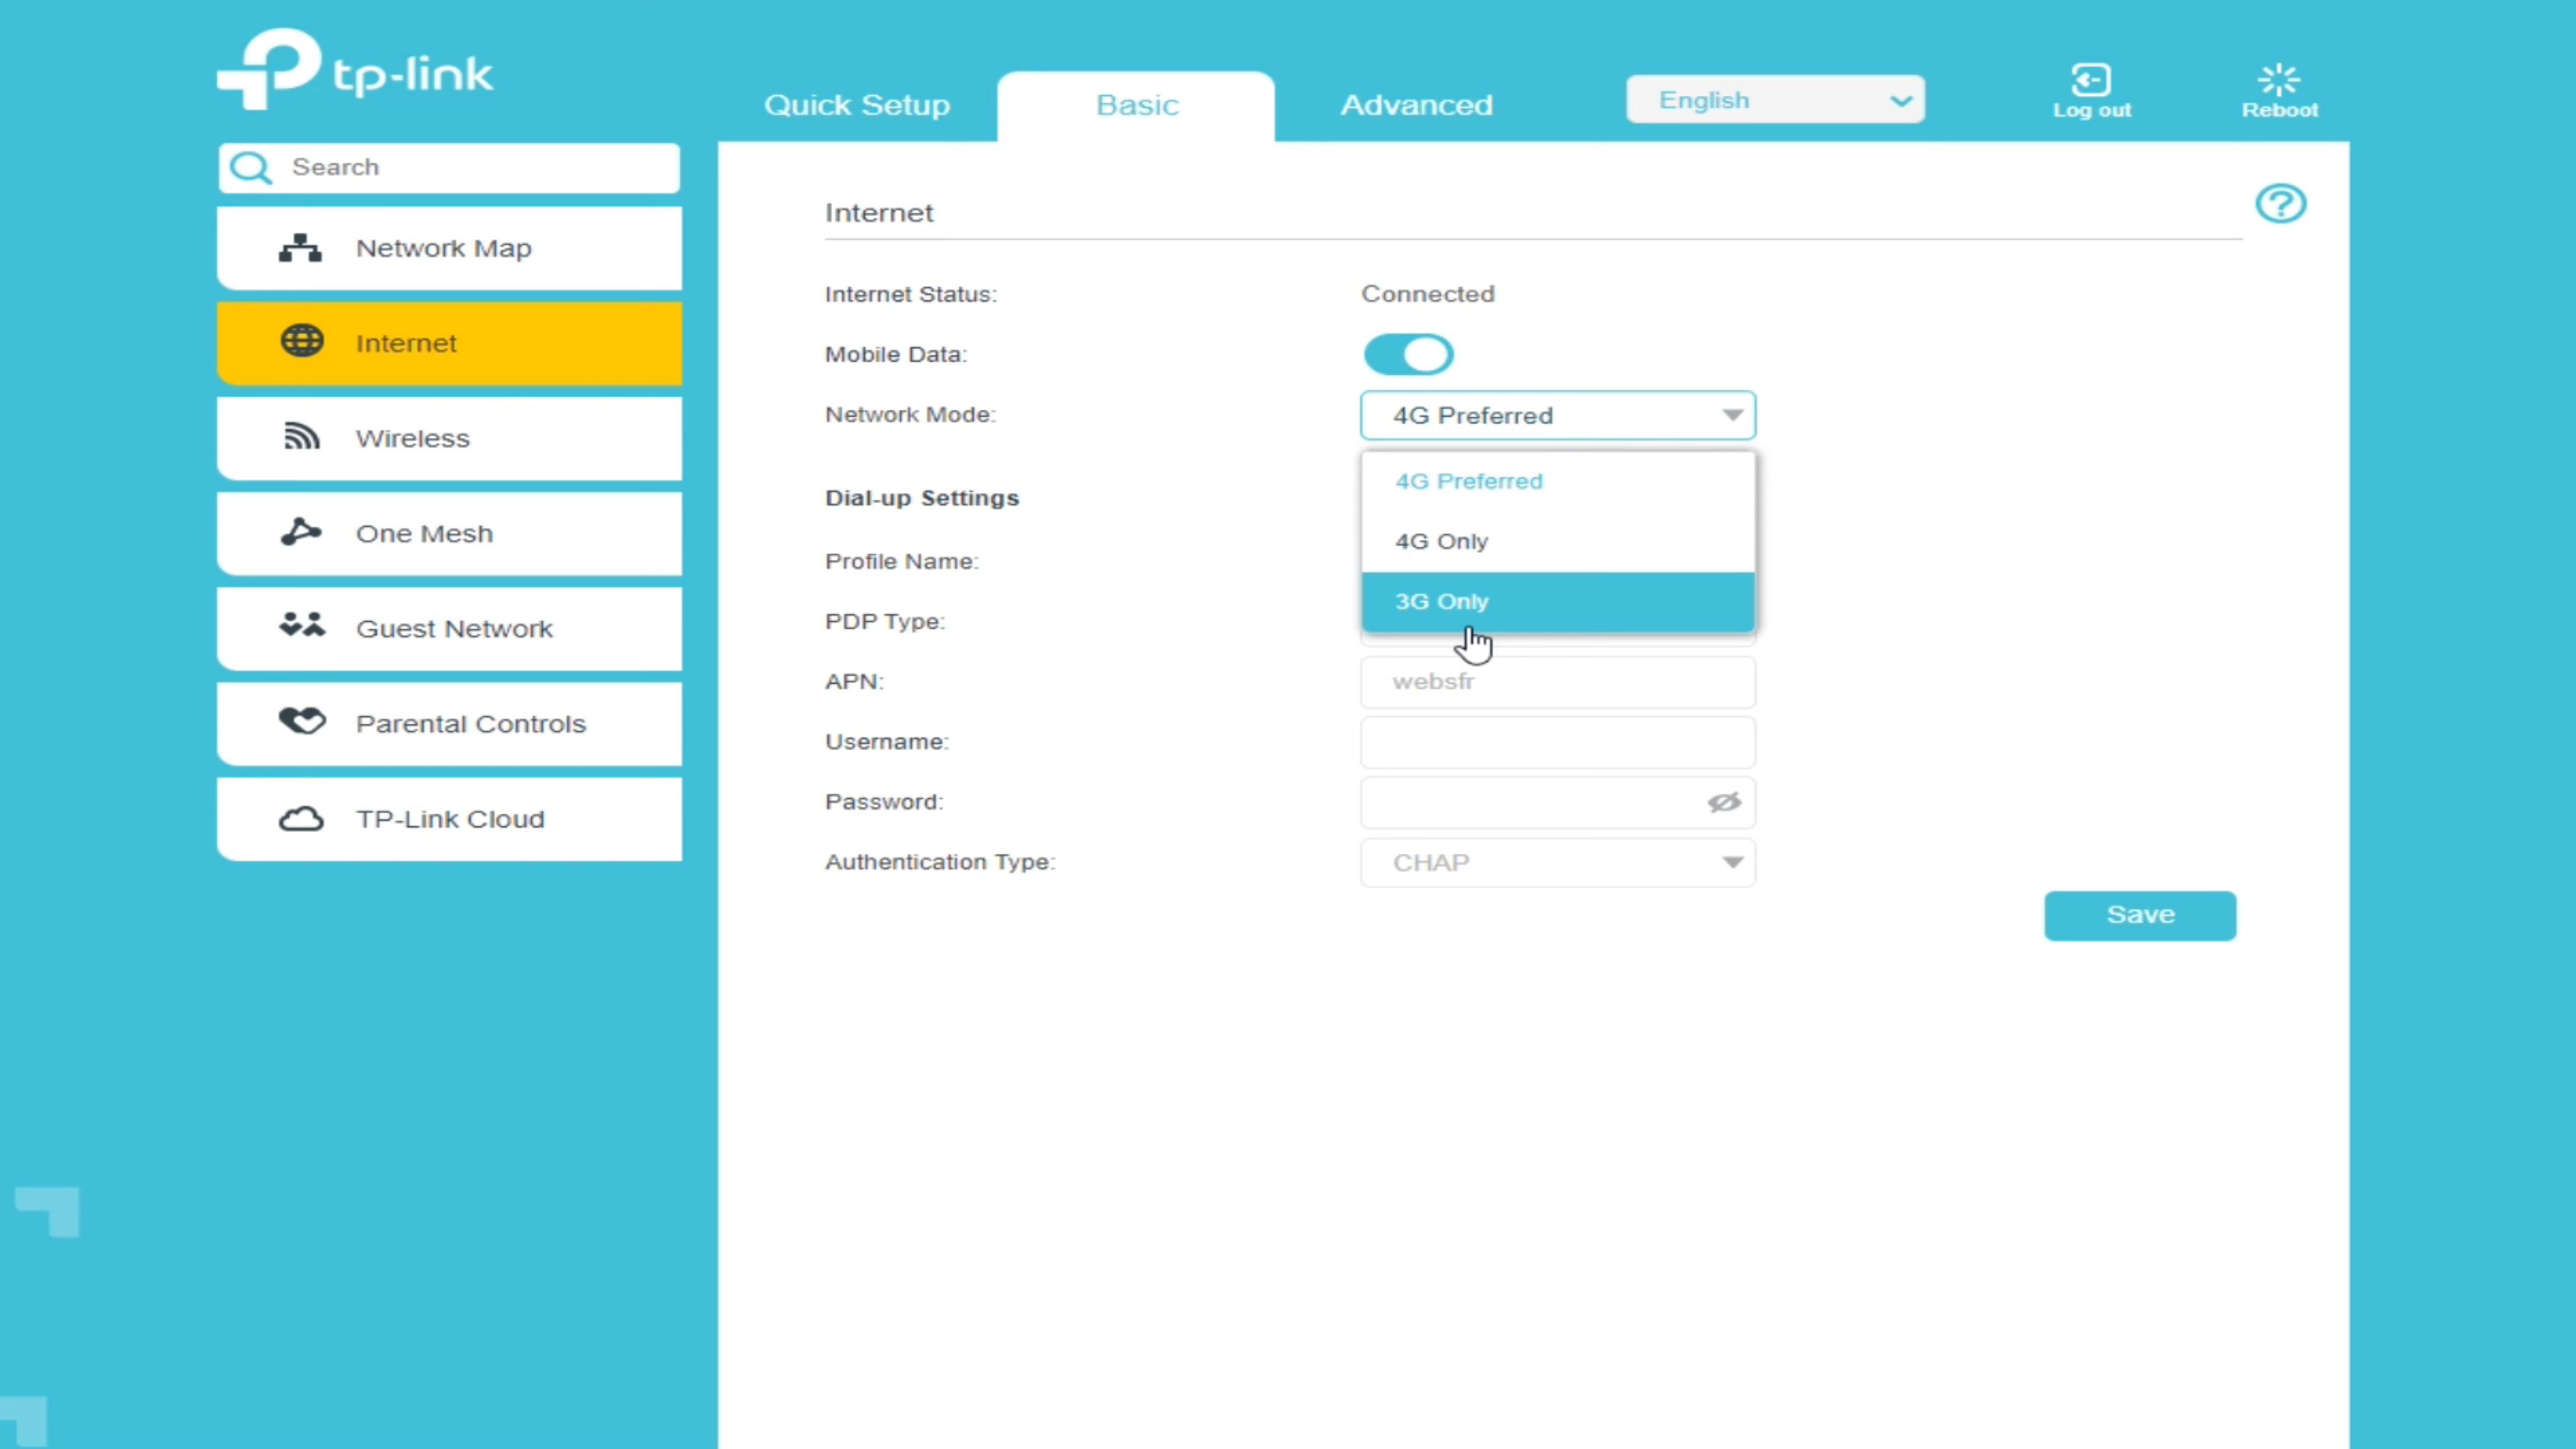 tp-link
Quick Setup
Basic
Advanced
English
Log out
Reboot
Search
Network Map
Internet
Wireless
One Mesh
Guest Network
Parental Controls
TP-Link Cloud
Internet
Internet Status:
Connected
Mobile Data:
Network Mode:
4G Preferred
4G Preferred
4G Only
3G Only
Dial-up Settings
Profile Name:
PDP Type:
APN:
websfr
Username:
Password:
Authentication Type:
CHAP
Save